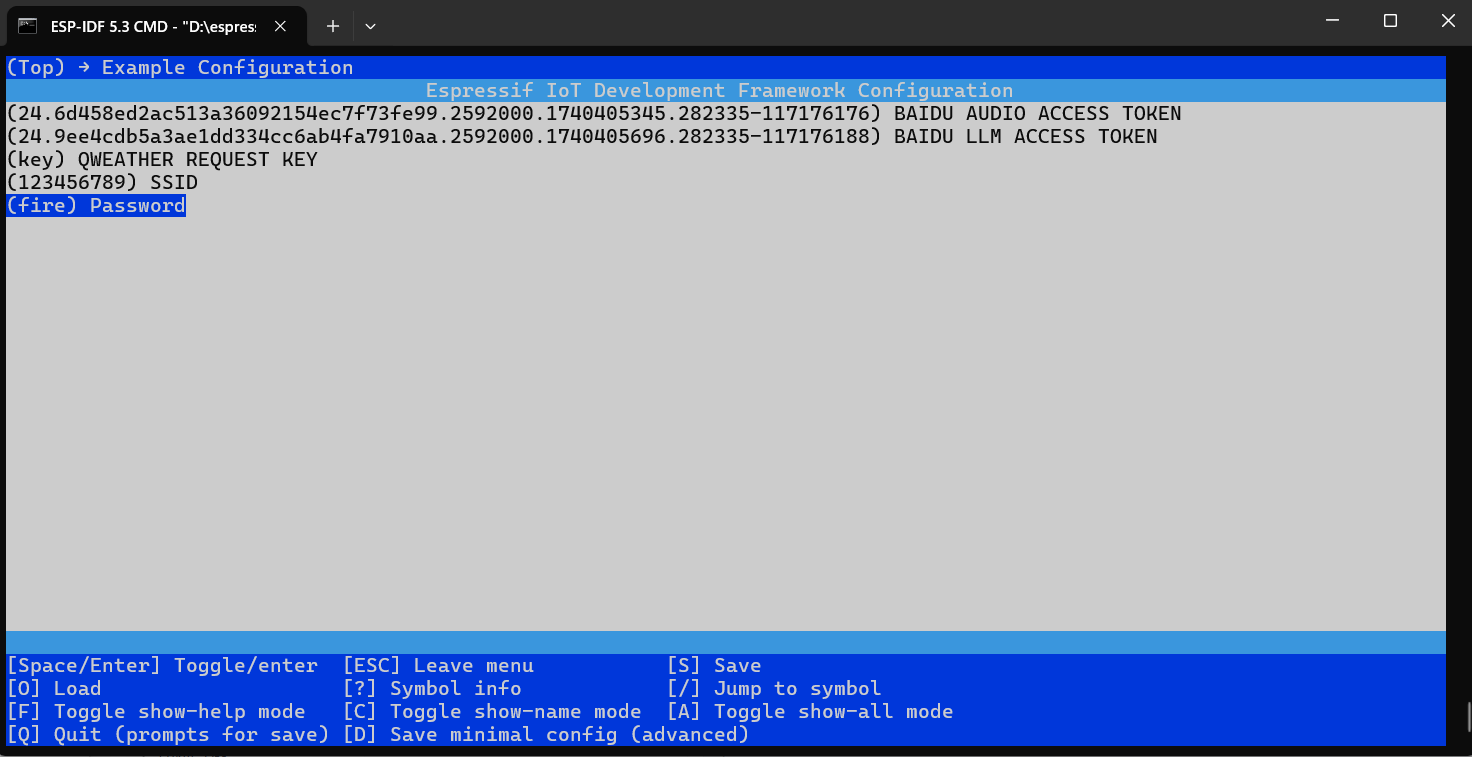 ESP-IDF 5.3 CMD - "D:\espres
(Top) → Example Configuration
Espressif IoT Development Framework Configuration
(24.6d458ed2ac513a36092154ec7f73fe99.2592000.1740405345.282335-117176176) BAIDU AUDIO ACCESS TOKEN
(24.9ee4cdb5a3ae1dd334cc6ab4fa7910aa.2592000.1740405696.282335-117176188) BAIDU LLM ACCESS TOKEN
(key) QWEATHER REQUEST KEY
(123456789) SSID
(fire) Password
[Space/Enter] Toggle/enter [ESC] Leave menu [S] Save
[O] Load [?] Symbol info [/] Jump to symbol
[F] Toggle show-help mode [C] Toggle show-name mode [A] Toggle show-all mode
[Q] Quit (prompts for save) [D] Save minimal config (advanced)